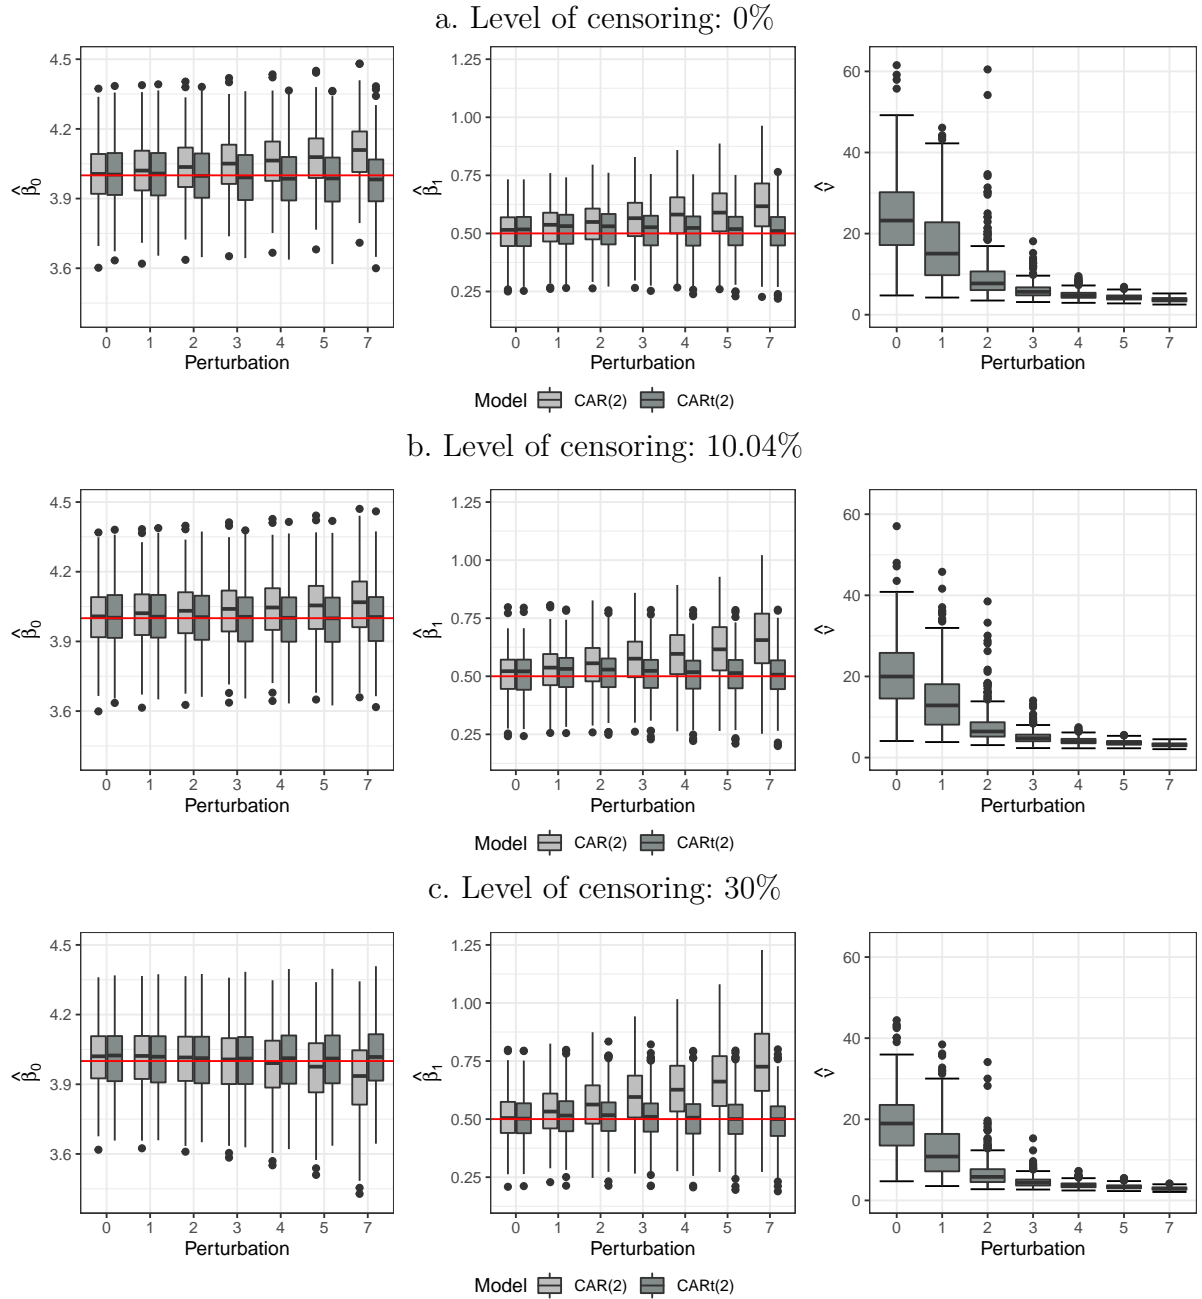 a. Level of censoring: 0%
4.5
4.2
3.9
3.6
β̂₀
0 1 2 3 4 5 7
Perturbation
1.25
1.00
0.75
0.50
0.25
β̂₁
0 1 2 3 4 5 7
Perturbation
60
40
20
0
ν̂
0 1 2 3 4 5 7
Perturbation
Model CAR(2) CARt(2)
b. Level of censoring: 10.04%
4.5
4.2
3.9
3.6
β̂₀
0 1 2 3 4 5 7
Perturbation
1.25
1.00
0.75
0.50
0.25
β̂₁
0 1 2 3 4 5 7
Perturbation
60
40
20
0
ν̂
0 1 2 3 4 5 7
Perturbation
Model CAR(2) CARt(2)
c. Level of censoring: 30%
4.5
4.2
3.9
3.6
β̂₀
0 1 2 3 4 5 7
Perturbation
1.25
1.00
0.75
0.50
0.25
β̂₁
0 1 2 3 4 5 7
Perturbation
60
40
20
0
ν̂
0 1 2 3 4 5 7
Perturbation
Model CAR(2) CARt(2)